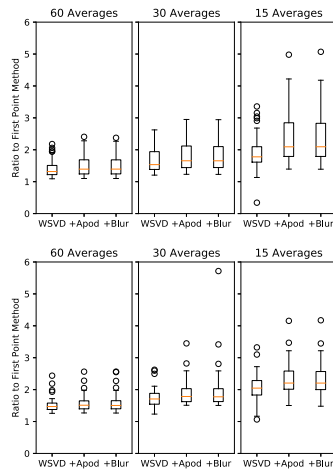 60 Averages 30 Averages 15 Averages
6
5
4
3
2
1
0
Ratio to First Point Method
WSVD +Apod +Blur WSVD +Apod +Blur WSVD +Apod +Blur
60 Averages 30 Averages 15 Averages
6
5
4
3
2
1
0
Ratio to First Point Method
WSVD +Apod +Blur WSVD +Apod +Blur WSVD +Apod +Blur